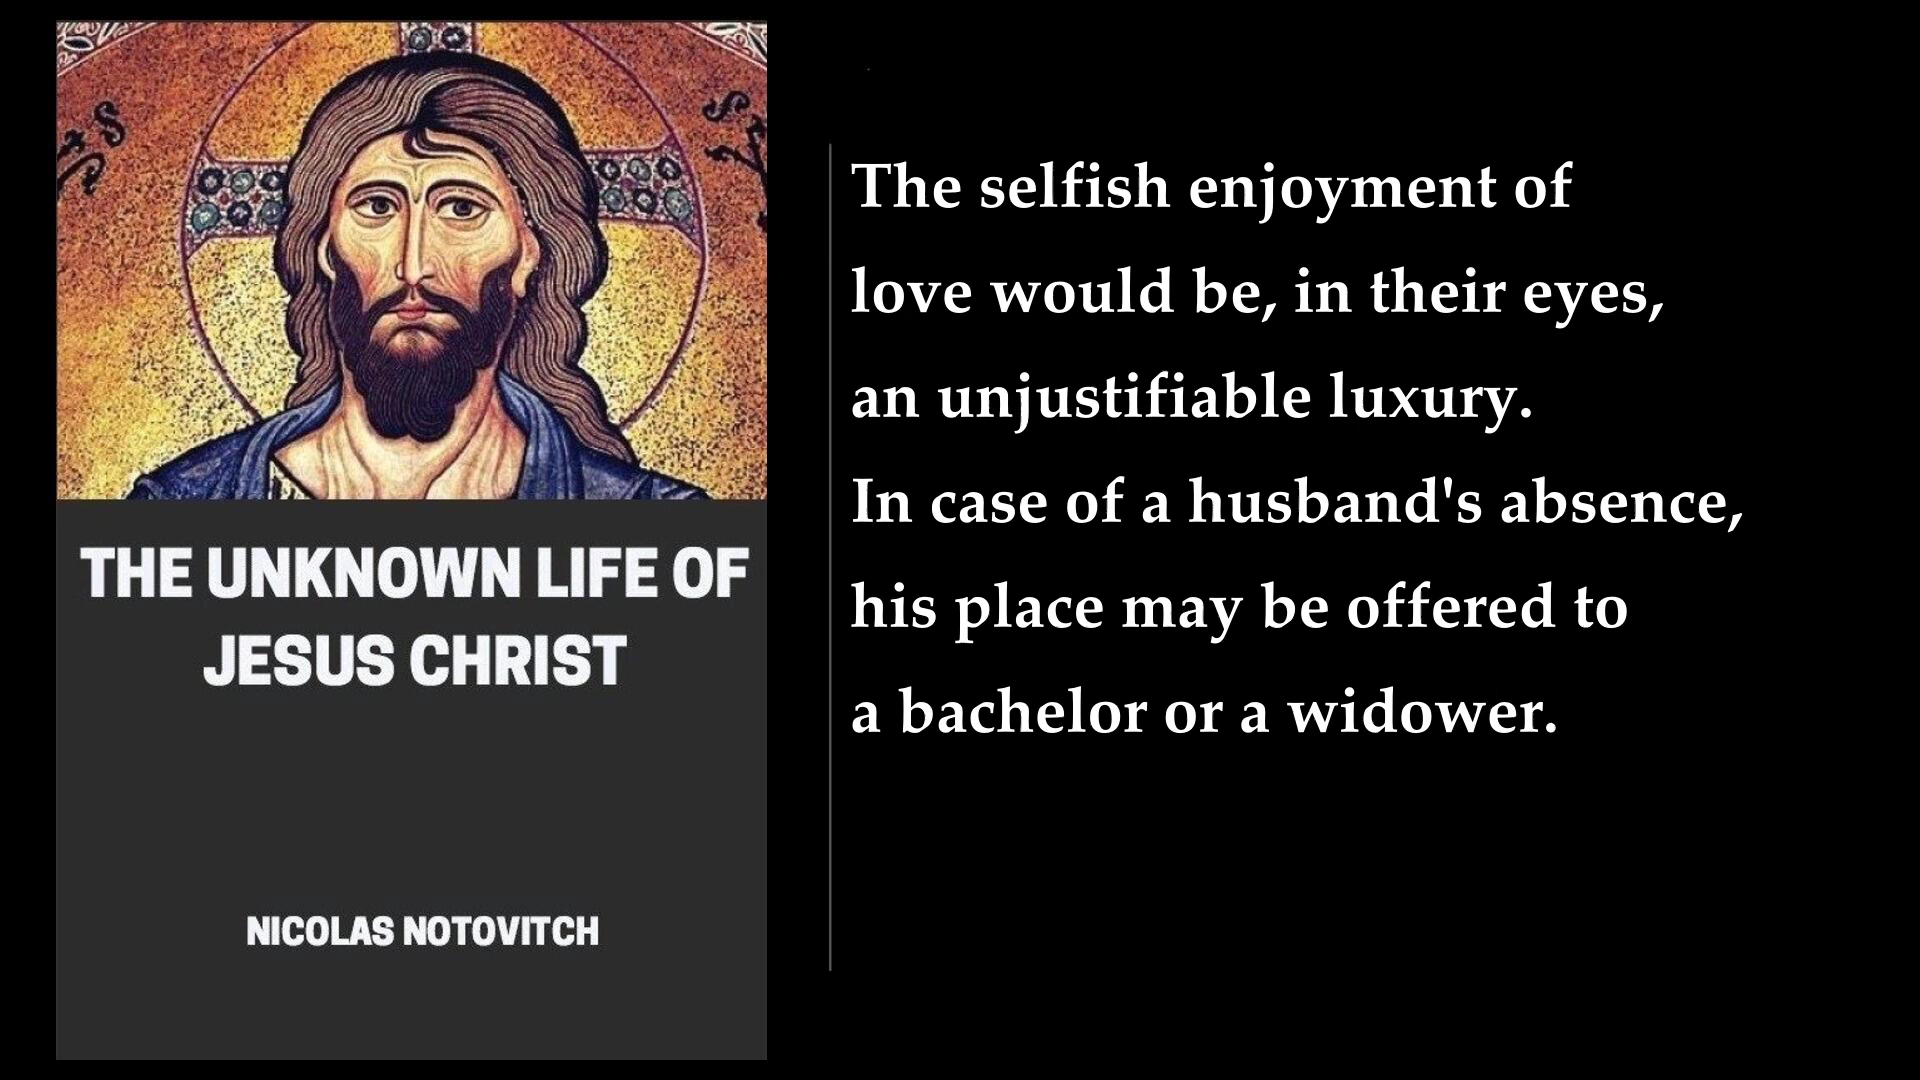 THE UNKNOWN LIFE OF
JESUS CHRIST
NICOLAS NOTOVITCH
The selfish enjoyment of
love would be, in their eyes,
an unjustifiable luxury.
In case of a husband's absence,
his place may be offered to
a bachelor or a widower.